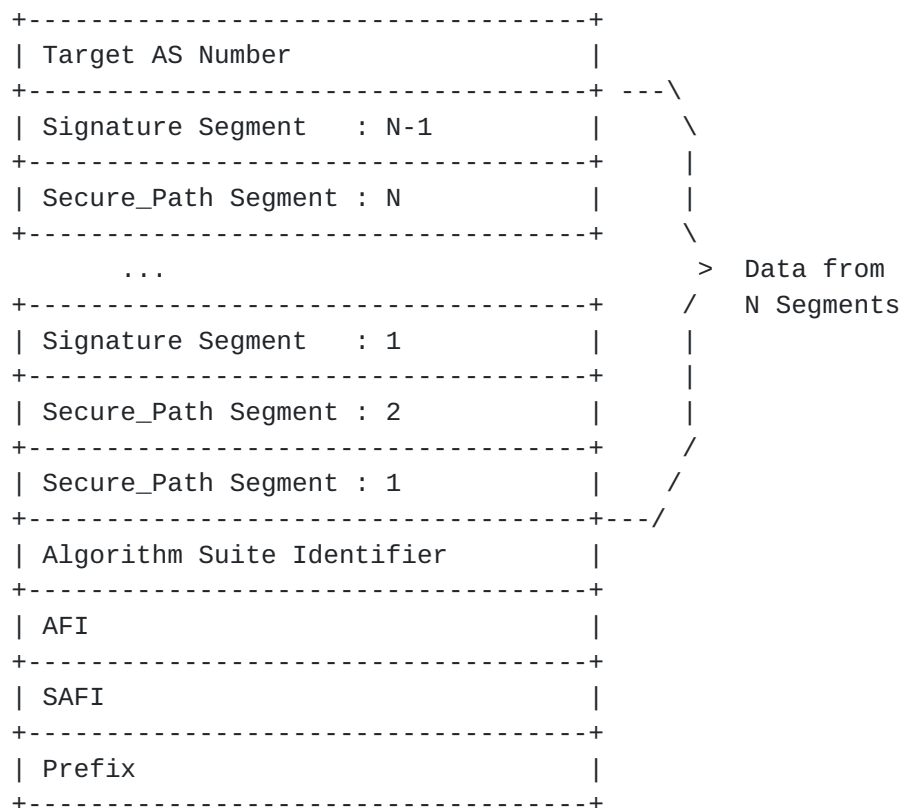 +------------------------------------+
| Target AS Number                   |
+------------------------------------+ ---\
| Signature Segment   : N-1          |     \
+------------------------------------+     |
| Secure_Path Segment : N            |     |
+------------------------------------+     \
       ...                                  >  Data from
+------------------------------------+     /   N Segments
| Signature Segment   : 1            |     |
+------------------------------------+     |
| Secure_Path Segment : 2            |     |
+------------------------------------+     /
| Secure_Path Segment : 1            |    /
+------------------------------------+---/
| Algorithm Suite Identifier         |
+------------------------------------+
| AFI                                |
+------------------------------------+
| SAFI                               |
+------------------------------------+
| Prefix                             |
+------------------------------------+